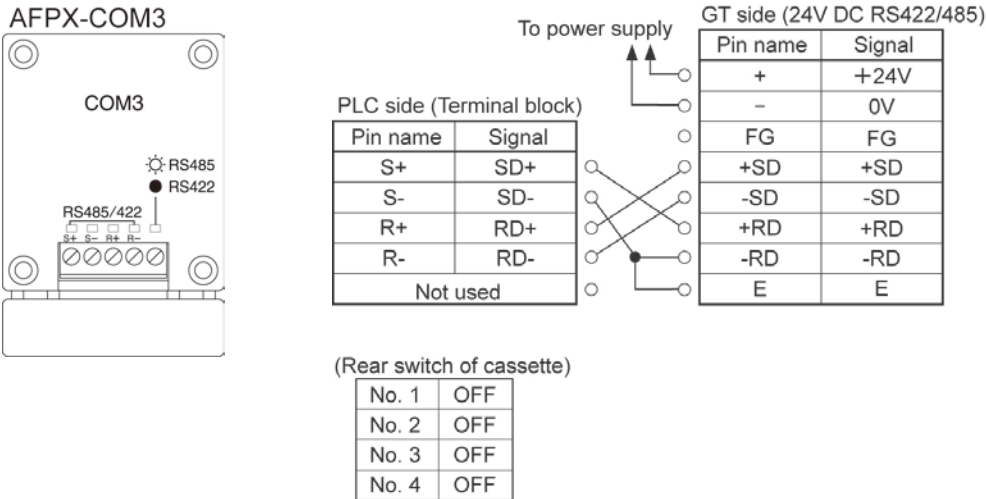 AFPX-COM3
COM3
RS485
RS422
RS485/422
S+ S− R+ R−
To power supply
PLC side (Terminal block)
Pin name Signal
S+ SD+
S- SD-
R+ RD+
R- RD-
Not used
GT side (24V DC RS422/485)
Pin name Signal
+ +24V
− 0V
FG FG
+SD +SD
-SD -SD
+RD +RD
-RD -RD
E E
(Rear switch of cassette)
No. 1 OFF
No. 2 OFF
No. 3 OFF
No. 4 OFF